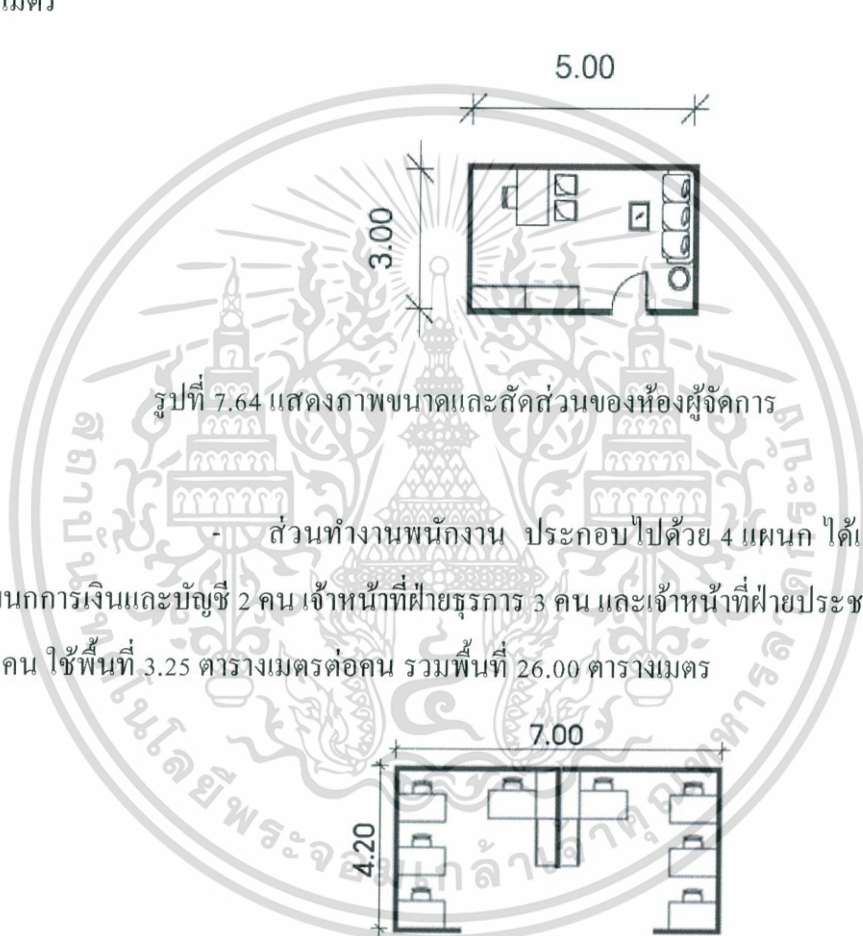 5.00
3.00
รูปที่ 7.64 แสดงภาพขนาดและสัดส่วนของห้องผู้จัดการ
- ส่วนทำงานพนักงาน ประกอบไปด้วย 4 แผนก
การเงินและบัญชี 2 คน เจ้าหน้าที่ฝ่ายธุรการ 3 คน และเจ้าหน้าที่ฝ่าย
คน ใช้พื้นที่ 3.25 ตารางเมตรต่อคน รวมพื้นที่ 26.00 ตารางเมตร
7.00
4.20